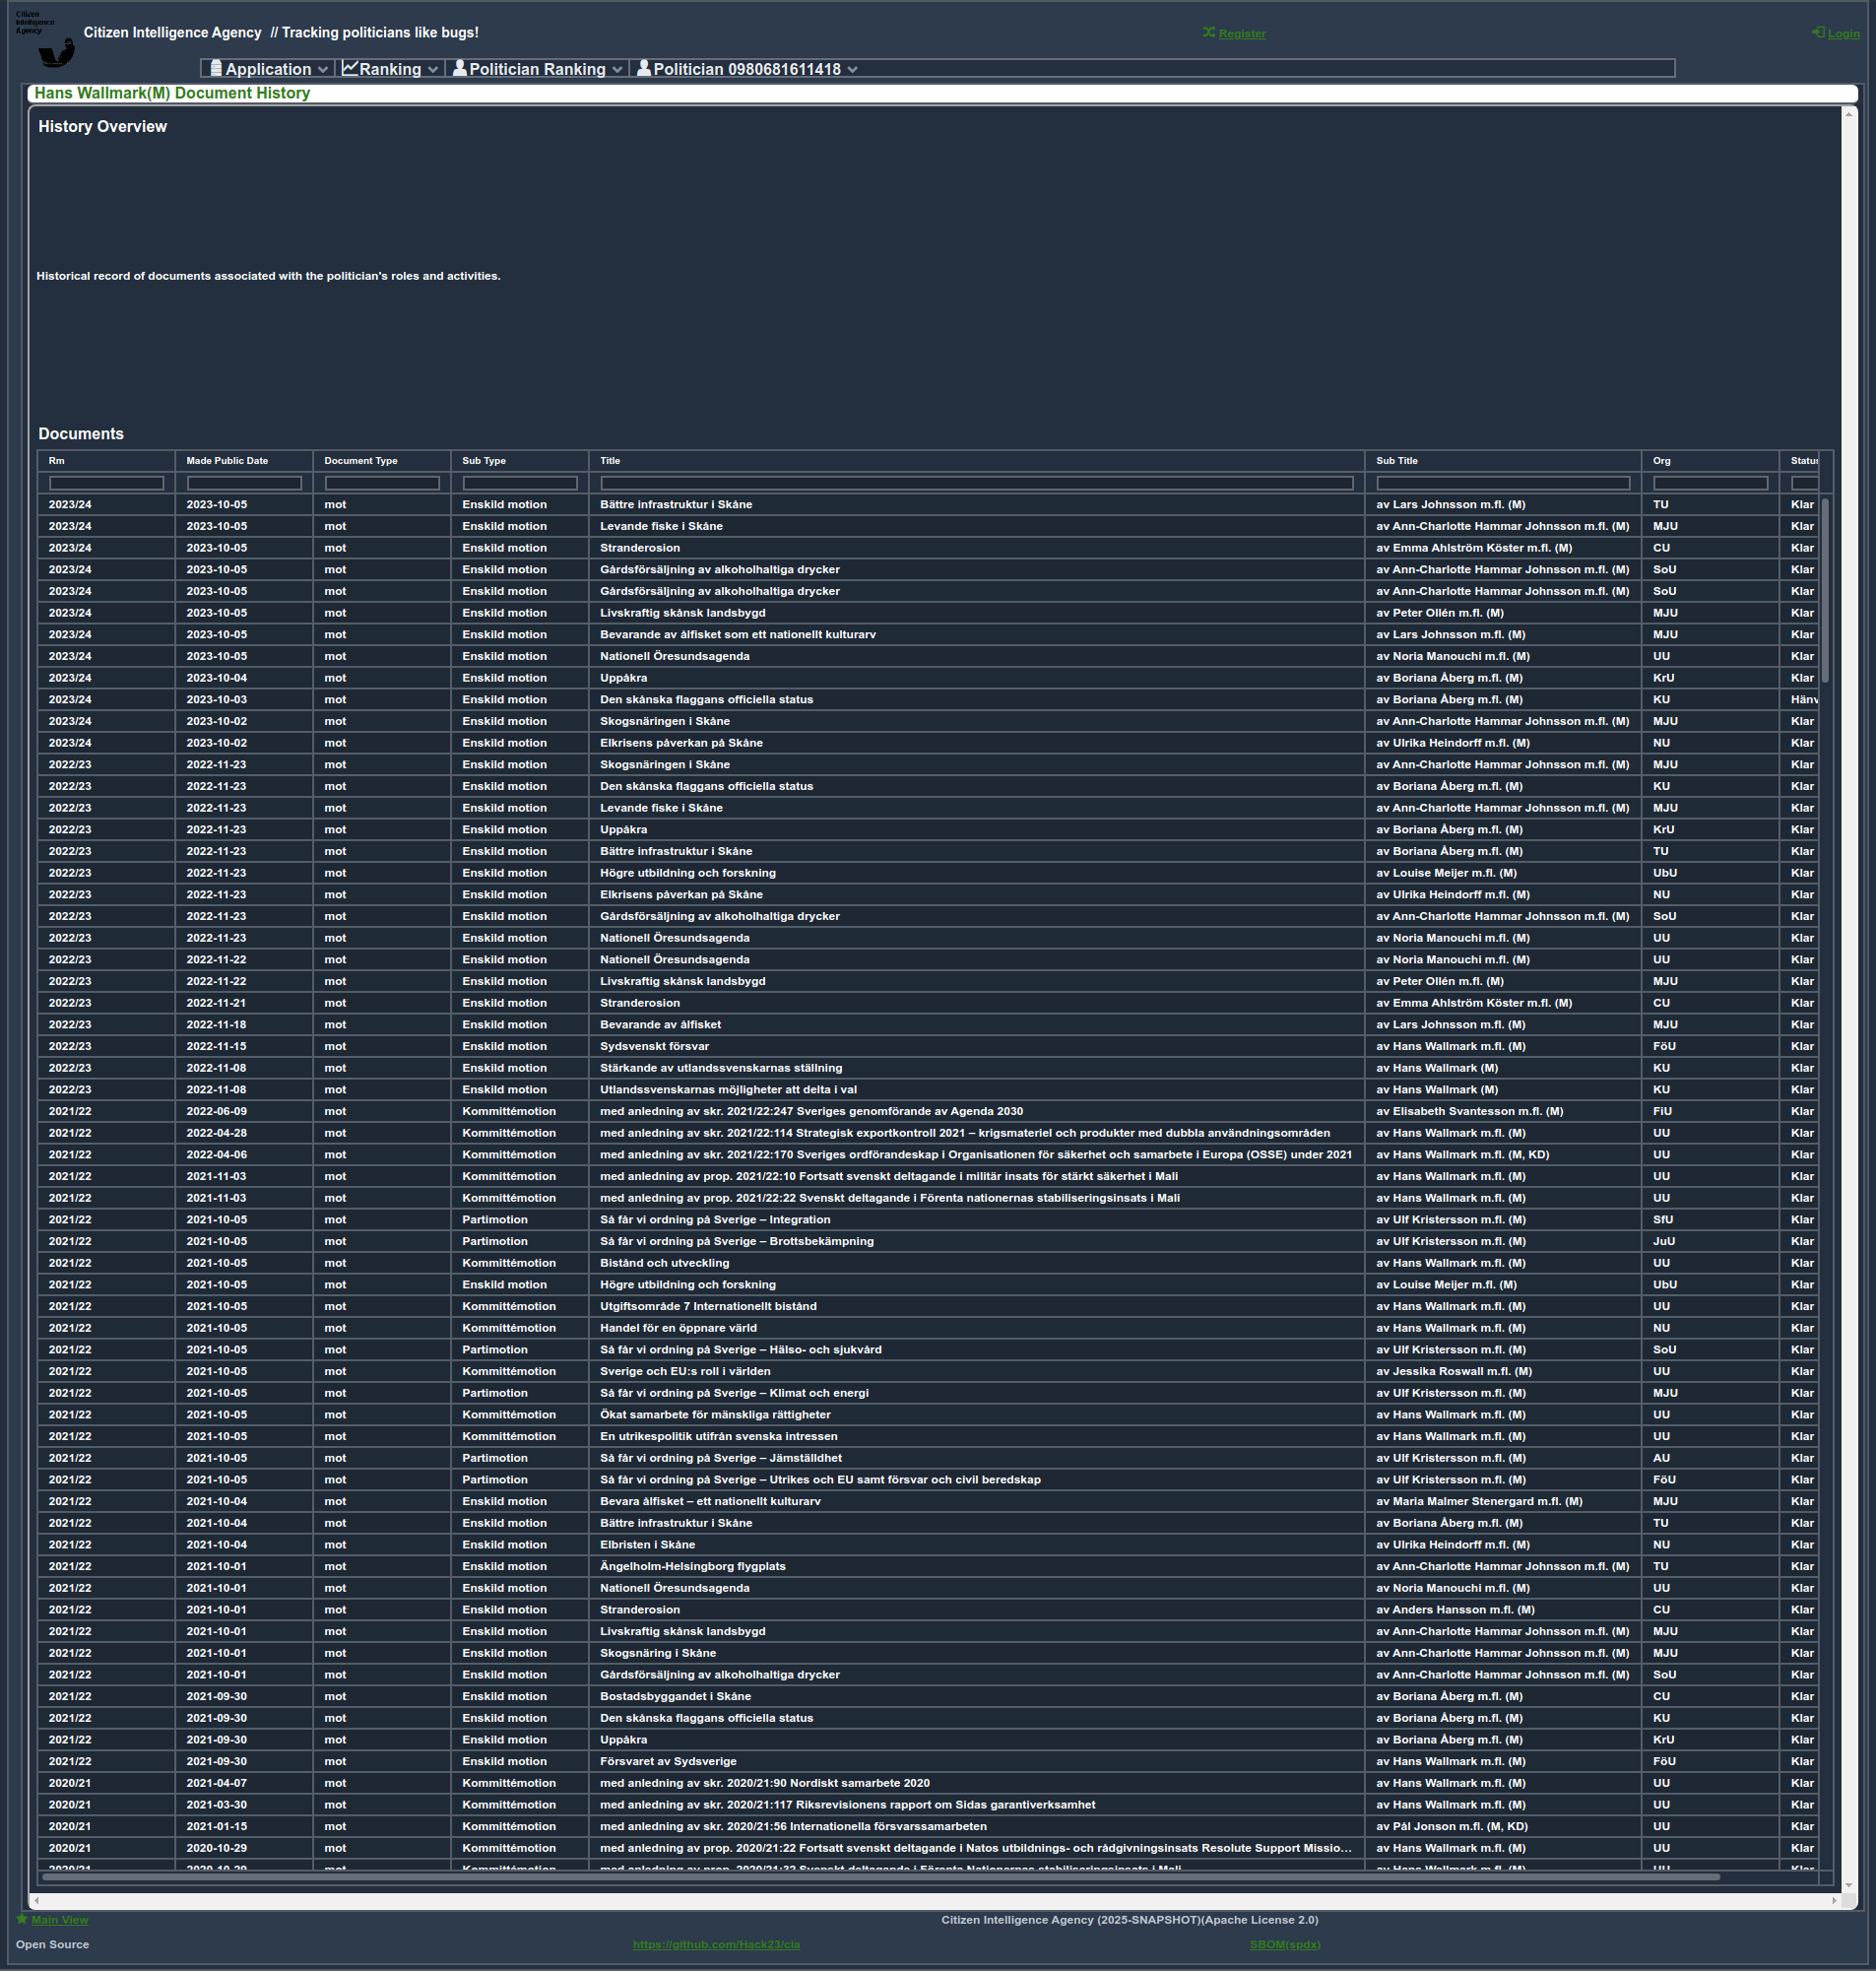 Citizen
Intelligence
Agency
Citizen Intelligence Agency // Tracking politicians like bugs!
Register
Login
Application
Ranking
Politician Ranking
Politician 0980681611418
Hans Wallmark(M) Document History
History Overview
Historical record of documents associated with the politician's roles and activities.
Documents
Rm Made Public Date Document Type Sub Type Title Sub Title Org Status
2023/24 2023-10-05 mot Enskild motion Bättre infrastruktur i Skåne av Lars Johnsson m.fl. (M) TU Klar
2023/24 2023-10-05 mot Enskild motion Levande fiske i Skåne av Ann-Charlotte Hammar Johnsson m.fl. (M) MJU Klar
2023/24 2023-10-05 mot Enskild motion Stranderosion av Emma Ahlström Köster m.fl. (M) CU Klar
2023/24 2023-10-05 mot Enskild motion Gårdsförsäljning av alkoholhaltiga drycker av Ann-Charlotte Hammar Johnsson m.fl. (M) SoU Klar
2023/24 2023-10-05 mot Enskild motion Gårdsförsäljning av alkoholhaltiga drycker av Ann-Charlotte Hammar Johnsson m.fl. (M) SoU Klar
2023/24 2023-10-05 mot Enskild motion Livskraftig skånsk landsbygd av Peter Ollén m.fl. (M) MJU Klar
2023/24 2023-10-05 mot Enskild motion Bevarande av ålfisket som ett nationellt kulturarv av Lars Johnsson m.fl. (M) MJU Klar
2023/24 2023-10-05 mot Enskild motion Nationell Öresundsagenda av Noria Manouchi m.fl. (M) UU Klar
2023/24 2023-10-04 mot Enskild motion Uppåkra av Boriana Åberg m.fl. (M) KrU Klar
2023/24 2023-10-03 mot Enskild motion Den skånska flaggans officiella status av Boriana Åberg m.fl. (M) KU Hänv
2023/24 2023-10-02 mot Enskild motion Skogsnäringen i Skåne av Ann-Charlotte Hammar Johnsson m.fl. (M) MJU Klar
2023/24 2023-10-02 mot Enskild motion Elkrisens påverkan på Skåne av Ulrika Heindorff m.fl. (M) NU Klar
2022/23 2022-11-23 mot Enskild motion Skogsnäringen i Skåne av Ann-Charlotte Hammar Johnsson m.fl. (M) MJU Klar
2022/23 2022-11-23 mot Enskild motion Den skånska flaggans officiella status av Boriana Åberg m.fl. (M) KU Klar
2022/23 2022-11-23 mot Enskild motion Levande fiske i Skåne av Ann-Charlotte Hammar Johnsson m.fl. (M) MJU Klar
2022/23 2022-11-23 mot Enskild motion Uppåkra av Boriana Åberg m.fl. (M) KrU Klar
2022/23 2022-11-23 mot Enskild motion Bättre infrastruktur i Skåne av Boriana Åberg m.fl. (M) TU Klar
2022/23 2022-11-23 mot Enskild motion Högre utbildning och forskning av Louise Meijer m.fl. (M) UbU Klar
2022/23 2022-11-23 mot Enskild motion Elkrisens påverkan på Skåne av Ulrika Heindorff m.fl. (M) NU Klar
2022/23 2022-11-23 mot Enskild motion Gårdsförsäljning av alkoholhaltiga drycker av Ann-Charlotte Hammar Johnsson m.fl. (M) SoU Klar
2022/23 2022-11-23 mot Enskild motion Nationell Öresundsagenda av Noria Manouchi m.fl. (M) UU Klar
2022/23 2022-11-22 mot Enskild motion Nationell Öresundsagenda av Noria Manouchi m.fl. (M) UU Klar
2022/23 2022-11-22 mot Enskild motion Livskraftig skånsk landsbygd av Peter Ollén m.fl. (M) MJU Klar
2022/23 2022-11-21 mot Enskild motion Stranderosion av Emma Ahlström Köster m.fl. (M) CU Klar
2022/23 2022-11-18 mot Enskild motion Bevarande av ålfisket av Lars Johnsson m.fl. (M) MJU Klar
2022/23 2022-11-15 mot Enskild motion Sydsvenskt försvar av Hans Wallmark m.fl. (M) FöU Klar
2022/23 2022-11-08 mot Enskild motion Stärkande av utlandssvenskarnas ställning av Hans Wallmark (M) KU Klar
2022/23 2022-11-08 mot Enskild motion Utlandssvenskarnas möjligheter att delta i val av Hans Wallmark (M) KU Klar
2021/22 2022-06-09 mot Kommittémotion med anledning av skr. 2021/22:247 Sveriges genomförande av Agenda 2030 av Elisabeth Svantesson m.fl. (M) FiU Klar
2021/22 2022-04-28 mot Kommittémotion med anledning av skr. 2021/22:114 Strategisk exportkontroll 2021 – krigsmateriel och produkter med dubbla användningsområden av Hans Wallmark m.fl. (M) UU Klar
2021/22 2022-04-06 mot Kommittémotion med anledning av skr. 2021/22:170 Sveriges ordförandeskap i Organisationen för säkerhet och samarbete i Europa (OSSE) under 2021 av Hans Wallmark m.fl. (M, KD) UU Klar
2021/22 2021-11-03 mot Kommittémotion med anledning av prop. 2021/22:10 Fortsatt svenskt deltagande i militär insats för stärkt säkerhet i Mali av Hans Wallmark m.fl. (M) UU Klar
2021/22 2021-11-03 mot Kommittémotion med anledning av prop. 2021/22:22 Svenskt deltagande i Förenta nationernas stabiliseringsinsats i Mali av Hans Wallmark m.fl. (M) UU Klar
2021/22 2021-10-05 mot Partimotion Så får vi ordning på Sverige – Integration av Ulf Kristersson m.fl. (M) SfU Klar
2021/22 2021-10-05 mot Partimotion Så får vi ordning på Sverige – Brottsbekämpning av Ulf Kristersson m.fl. (M) JuU Klar
2021/22 2021-10-05 mot Kommittémotion Bistånd och utveckling av Hans Wallmark m.fl. (M) UU Klar
2021/22 2021-10-05 mot Enskild motion Högre utbildning och forskning av Louise Meijer m.fl. (M) UbU Klar
2021/22 2021-10-05 mot Kommittémotion Utgiftsområde 7 Internationellt bistånd av Hans Wallmark m.fl. (M) UU Klar
2021/22 2021-10-05 mot Kommittémotion Handel för en öppnare värld av Hans Wallmark m.fl. (M) NU Klar
2021/22 2021-10-05 mot Partimotion Så får vi ordning på Sverige – Hälso- och sjukvård av Ulf Kristersson m.fl. (M) SoU Klar
2021/22 2021-10-05 mot Kommittémotion Sverige och EU:s roll i världen av Jessika Roswall m.fl. (M) UU Klar
2021/22 2021-10-05 mot Partimotion Så får vi ordning på Sverige – Klimat och energi av Ulf Kristersson m.fl. (M) MJU Klar
2021/22 2021-10-05 mot Kommittémotion Ökat samarbete för mänskliga rättigheter av Hans Wallmark m.fl. (M) UU Klar
2021/22 2021-10-05 mot Kommittémotion En utrikespolitik utifrån svenska intressen av Hans Wallmark m.fl. (M) UU Klar
2021/22 2021-10-05 mot Partimotion Så får vi ordning på Sverige – Jämställdhet av Ulf Kristersson m.fl. (M) AU Klar
2021/22 2021-10-05 mot Partimotion Så får vi ordning på Sverige – Utrikes och EU samt försvar och civil beredskap av Ulf Kristersson m.fl. (M) FöU Klar
2021/22 2021-10-04 mot Enskild motion Bevara ålfisket – ett nationellt kulturarv av Maria Malmer Stenergard m.fl. (M) MJU Klar
2021/22 2021-10-04 mot Enskild motion Bättre infrastruktur i Skåne av Boriana Åberg m.fl. (M) TU Klar
2021/22 2021-10-04 mot Enskild motion Elbristen i Skåne av Ulrika Heindorff m.fl. (M) NU Klar
2021/22 2021-10-01 mot Enskild motion Ängelholm-Helsingborg flygplats av Ann-Charlotte Hammar Johnsson m.fl. (M) TU Klar
2021/22 2021-10-01 mot Enskild motion Nationell Öresundsagenda av Noria Manouchi m.fl. (M) UU Klar
2021/22 2021-10-01 mot Enskild motion Stranderosion av Anders Hansson m.fl. (M) CU Klar
2021/22 2021-10-01 mot Enskild motion Livskraftig skånsk landsbygd av Ann-Charlotte Hammar Johnsson m.fl. (M) MJU Klar
2021/22 2021-10-01 mot Enskild motion Skogsnäring i Skåne av Ann-Charlotte Hammar Johnsson m.fl. (M) MJU Klar
2021/22 2021-10-01 mot Enskild motion Gårdsförsäljning av alkoholhaltiga drycker av Ann-Charlotte Hammar Johnsson m.fl. (M) SoU Klar
2021/22 2021-09-30 mot Enskild motion Bostadsbyggandet i Skåne av Boriana Åberg m.fl. (M) CU Klar
2021/22 2021-09-30 mot Enskild motion Den skånska flaggans officiella status av Boriana Åberg m.fl. (M) KU Klar
2021/22 2021-09-30 mot Enskild motion Uppåkra av Boriana Åberg m.fl. (M) KrU Klar
2021/22 2021-09-30 mot Enskild motion Försvaret av Sydsverige av Hans Wallmark m.fl. (M) FöU Klar
2020/21 2021-04-07 mot Kommittémotion med anledning av skr. 2020/21:90 Nordiskt samarbete 2020 av Hans Wallmark m.fl. (M) UU Klar
2020/21 2021-03-30 mot Kommittémotion med anledning av skr. 2020/21:117 Riksrevisionens rapport om Sidas garantiverksamhet av Hans Wallmark m.fl. (M) UU Klar
2020/21 2021-01-15 mot Kommittémotion med anledning av skr. 2020/21:56 Internationella försvarssamarbeten av Pål Jonson m.fl. (M, KD) UU Klar
2020/21 2020-10-29 mot Kommittémotion med anledning av prop. 2020/21:22 Fortsatt svenskt deltagande i Natos utbildnings- och rådgivningsinsats Resolute Support Missio... av Hans Wallmark m.fl. (M) UU Klar
2020/21 2020-10-29 mot Kommittémotion med anledning av prop. 2020/21:32 Svenskt deltagande i Förenta Nationernas stabiliseringsinsats i Mali av Hans Wallmark m.fl. (M) UU Klar
Main View
Citizen Intelligence Agency (2025-SNAPSHOT)(Apache License 2.0)
Open Source
https://github.com/Hack23/cia
SBOM(spdx)